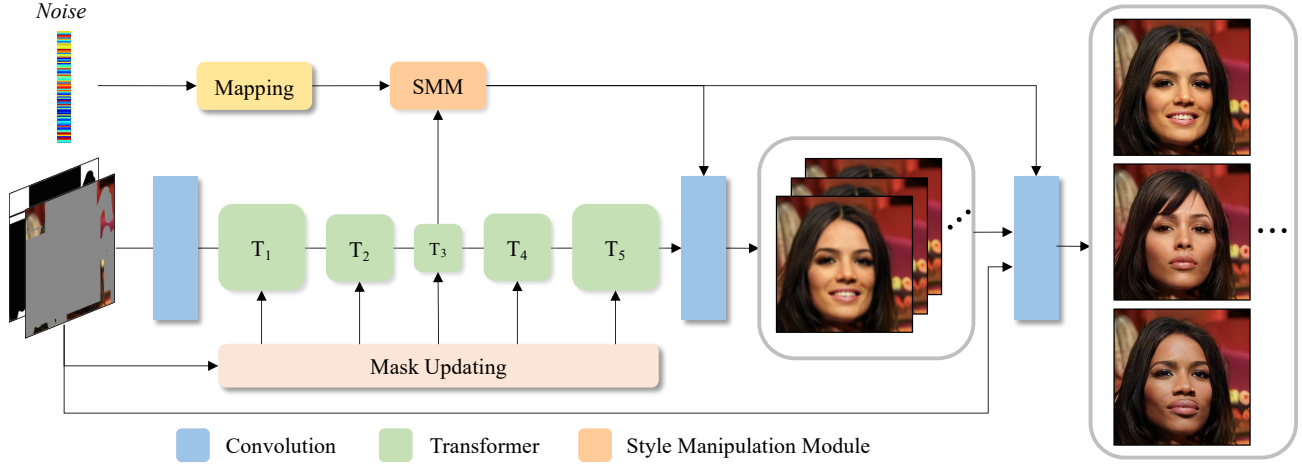 Noise
Mapping
SMM
T₁
T₂
T₃
T₄
T₅
Mask Updating
Convolution
Transformer
Style Manipulation Module